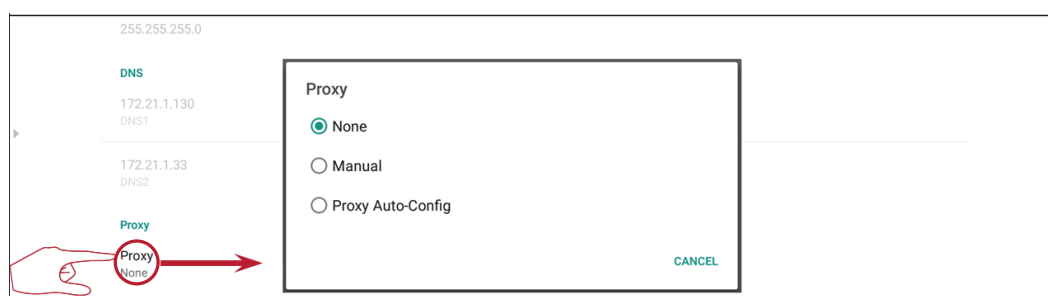 255.255.255.0
DNS
172.21.1.130
DNS1
172.21.1.33
DNS2
Proxy
Proxy
None
Proxy
None
Manual
Proxy Auto-Config
CANCEL